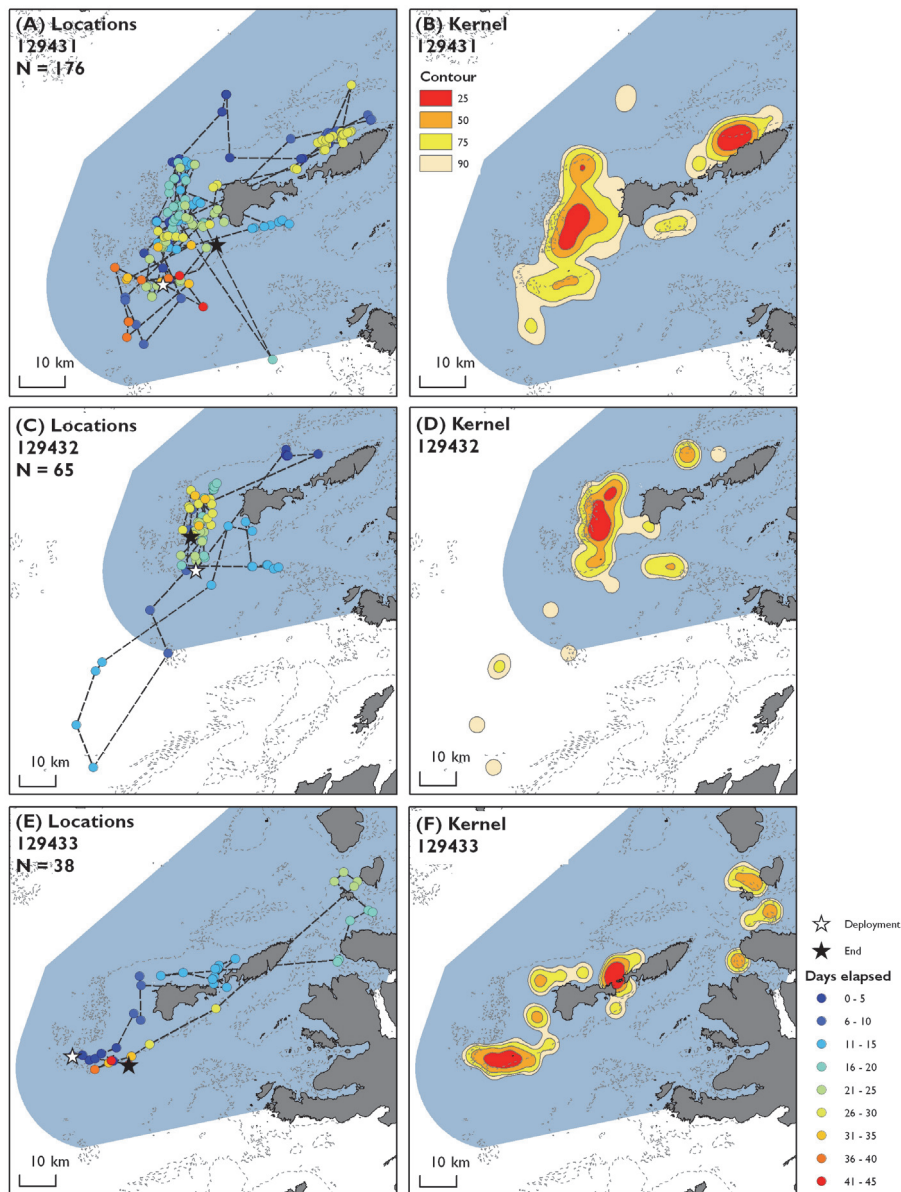 (A) Locations
129431
N = 176
10 km
(B) Kernel
129431
Contour
25
50
75
90
10 km
(C) Locations
129432
N = 65
10 km
(D) Kernel
129432
10 km
(E) Locations
129433
N = 38
10 km
(F) Kernel
129433
10 km
Deployment
End
Days elapsed
0 - 5
6 - 10
11 - 15
16 - 20
21 - 25
26 - 30
31 - 35
36 - 40
41 - 45